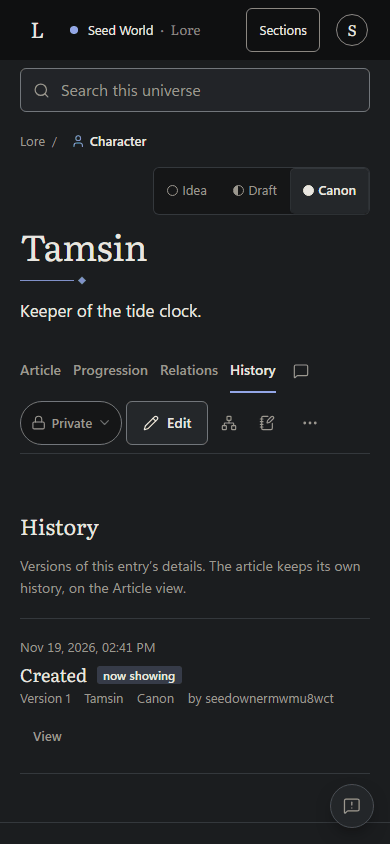 L Seed World · Lore Sections S
Search this universe
Lore / Character
Idea Draft Canon
Tamsin
Keeper of the tide clock.
Article Progression Relations History
Private Edit
History
Versions of this entry's details. The article keeps its own
history, on the Article view.
Nov 19, 2026, 02:41 PM
Created now showing
Version 1 Tamsin Canon by seedownermwmu8wct
View